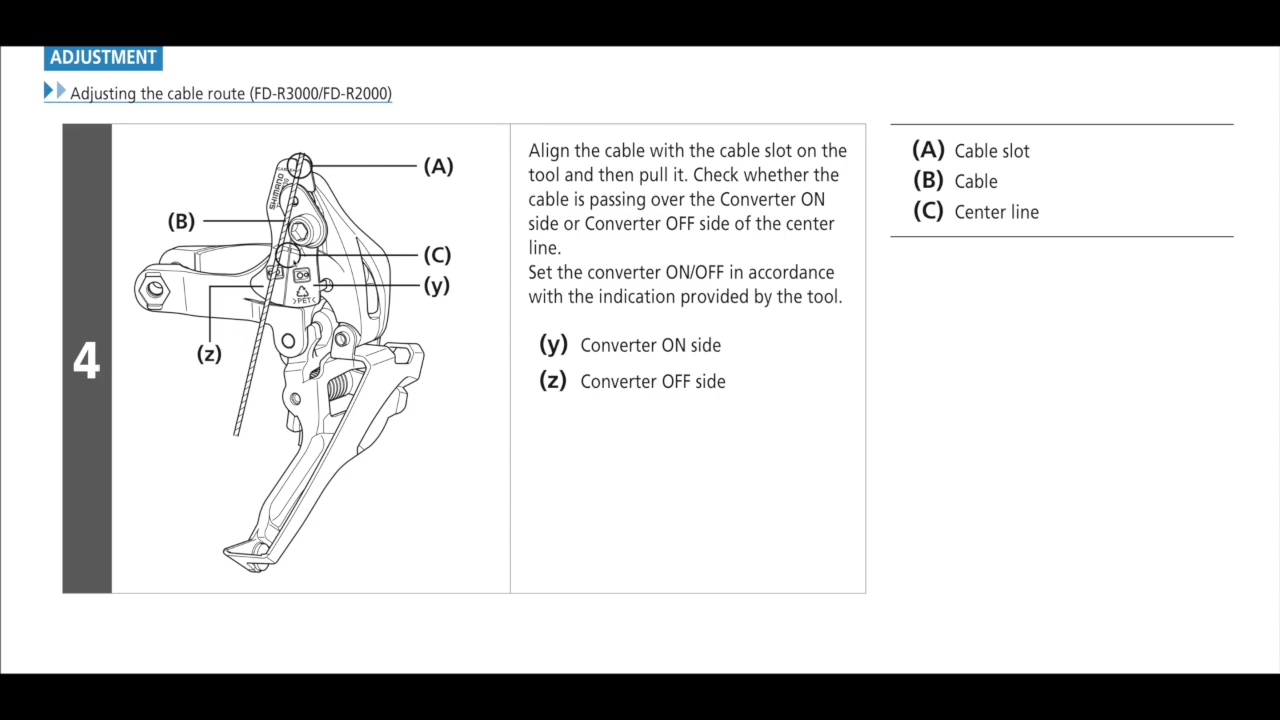 ADJUSTMENT
Adjusting the cable route (FD-R3000/FD-R2000)
4
(A)
(B)
(C)
(y)
(z)
SHIMANO
>PET<
Align the cable with the cable slot on the
tool and then pull it. Check whether the
cable is passing over the Converter ON
side or Converter OFF side of the center
line.
Set the converter ON/OFF in accordance
with the indication provided by the tool.
(y) Converter ON side
(z) Converter OFF side
(A) Cable slot
(B) Cable
(C) Center line